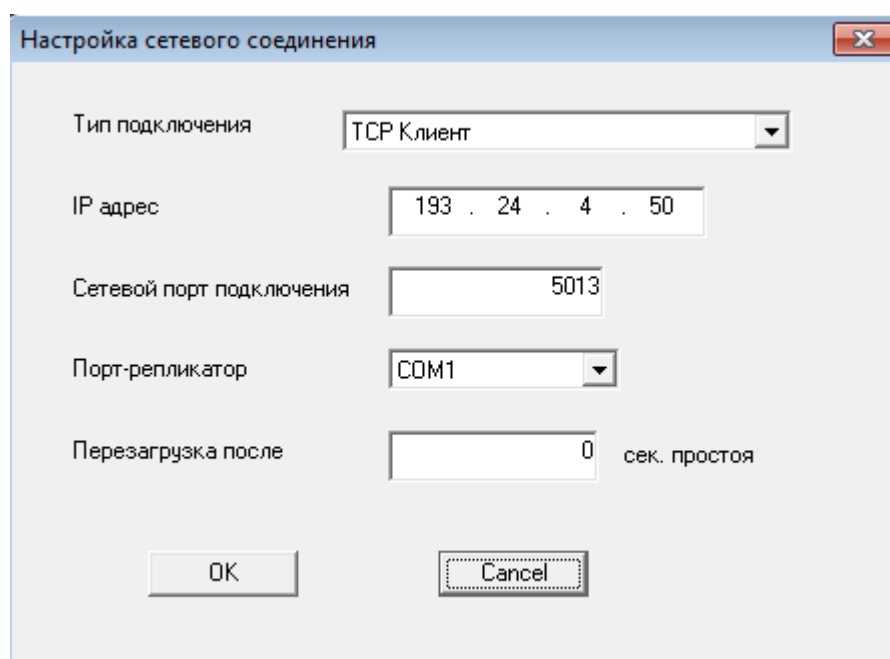 Настройка сетевого соединения
Тип подключения TCP Клиент
IP адрес 193 . 24 . 4 . 50
Сетевой порт подключения 5013
Порт-репликатор COM1
Перезагрузка после 0 сек. простоя
OK Cancel